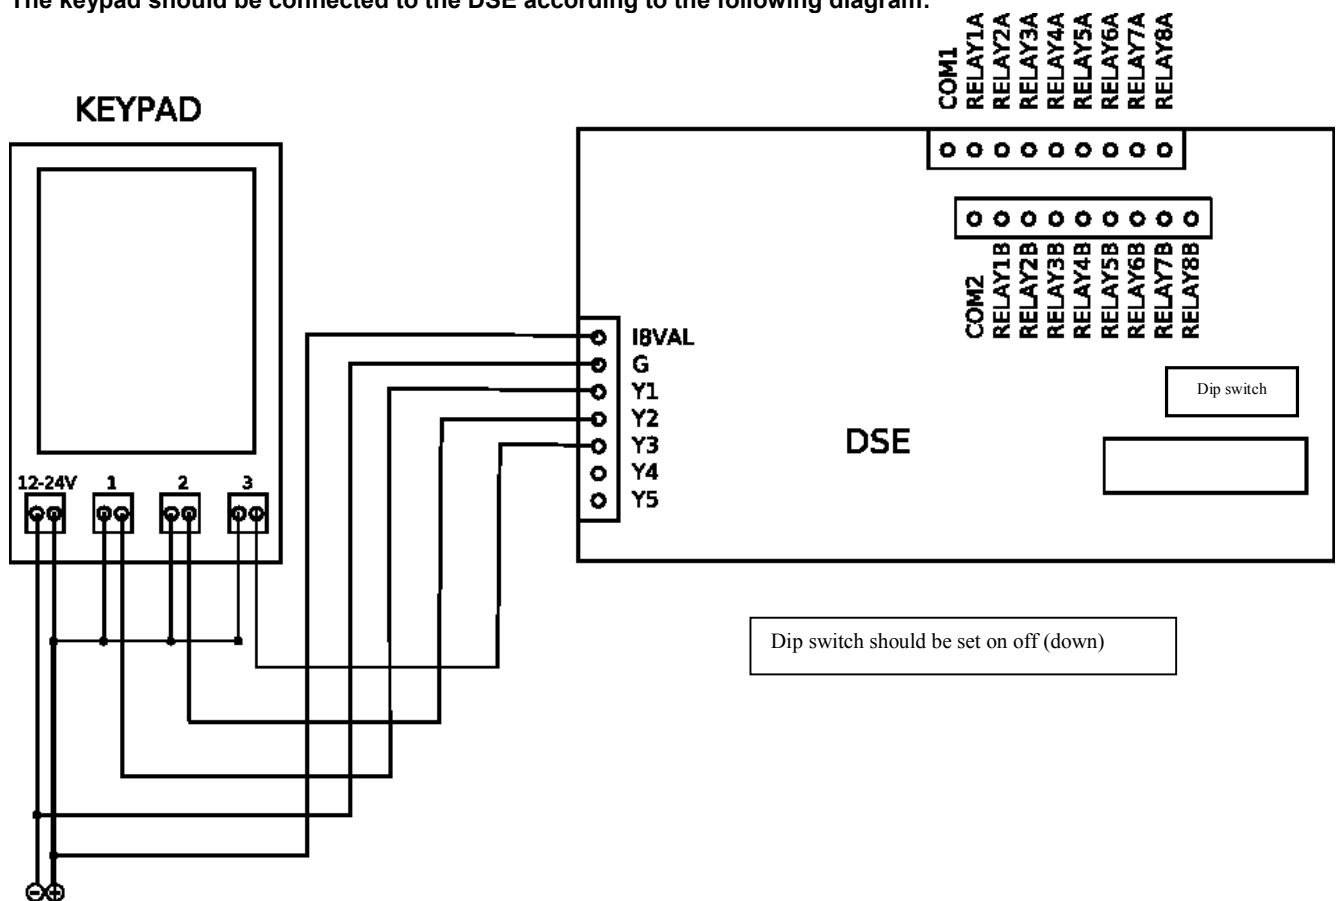 The keypad should be connected to the DSE according to the following diagram.
COM1
RELAY1A
RELAY2A
RELAY3A
RELAY4A
RELAY5A
RELAY6A
RELAY7A
RELAY8A
KEYPAD
COM2
RELAY1B
RELAY2B
RELAY3B
RELAY4B
RELAY5B
RELAY6B
RELAY7B
RELAY8B
I8VAL
G
Y1
Y2
Y3
Y4
Y5
Dip switch
DSE
12-24V 1 2 3
Dip switch should be set on off (down)
- +